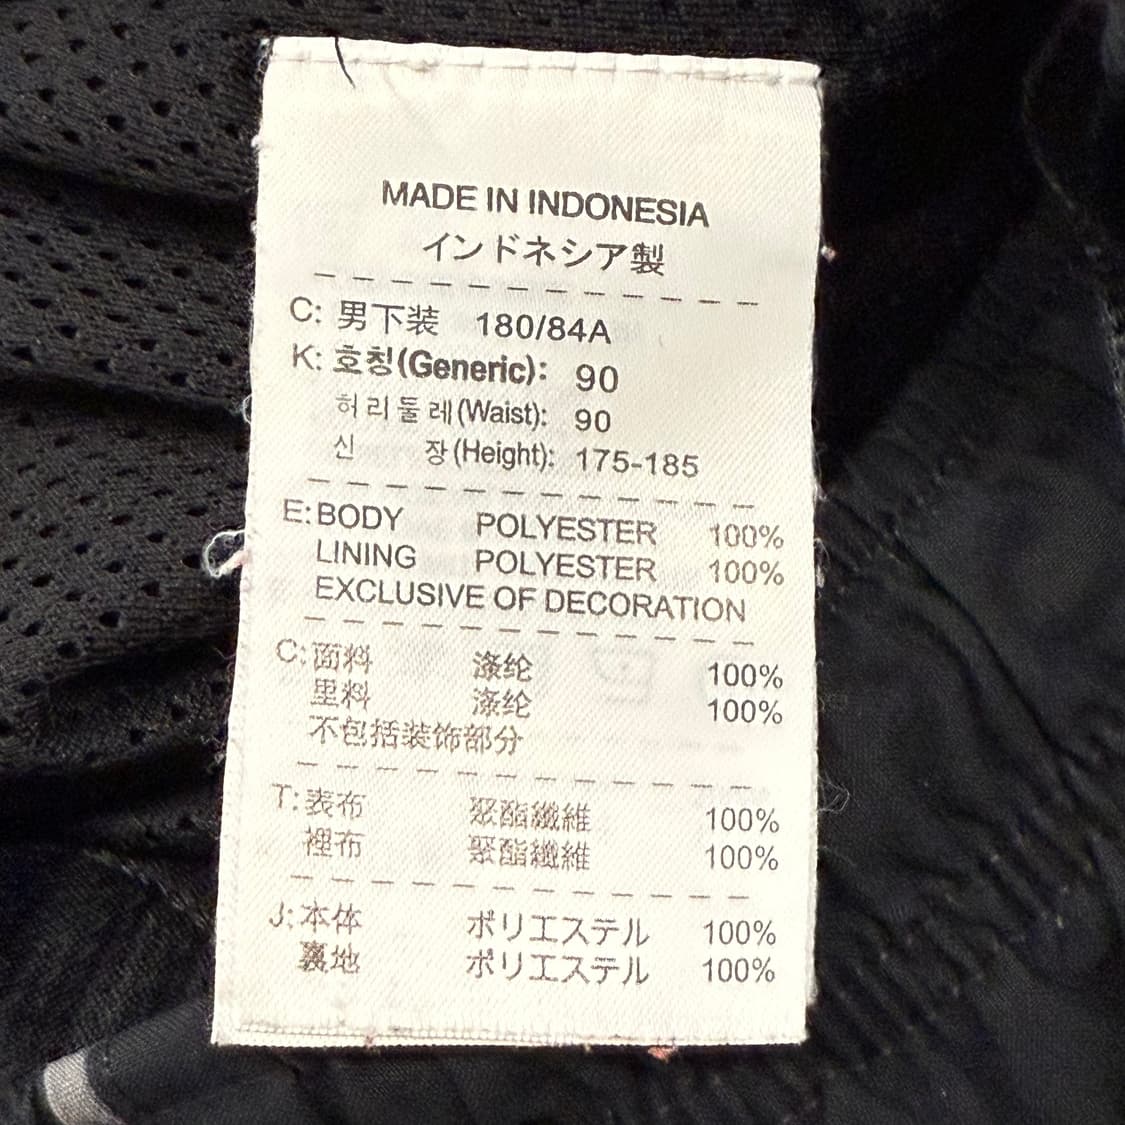 MADE IN INDONESIA
インドネシア製
C: 男下装 180/84A
K: 호칭(Generic): 90
허리둘레(Waist): 90
신 장(Height): 175-185
E: BODY POLYESTER 100%
LINING POLYESTER 100%
EXCLUSIVE OF DECORATION
C: 面料 涤纶 100%
里料 涤纶 100%
不包括装饰部分
T: 表布 聚酯纖維 100%
裡布 聚酯纖維 100%
J: 本体 ポリエステル 100%
裏地 ポリエステル 100%